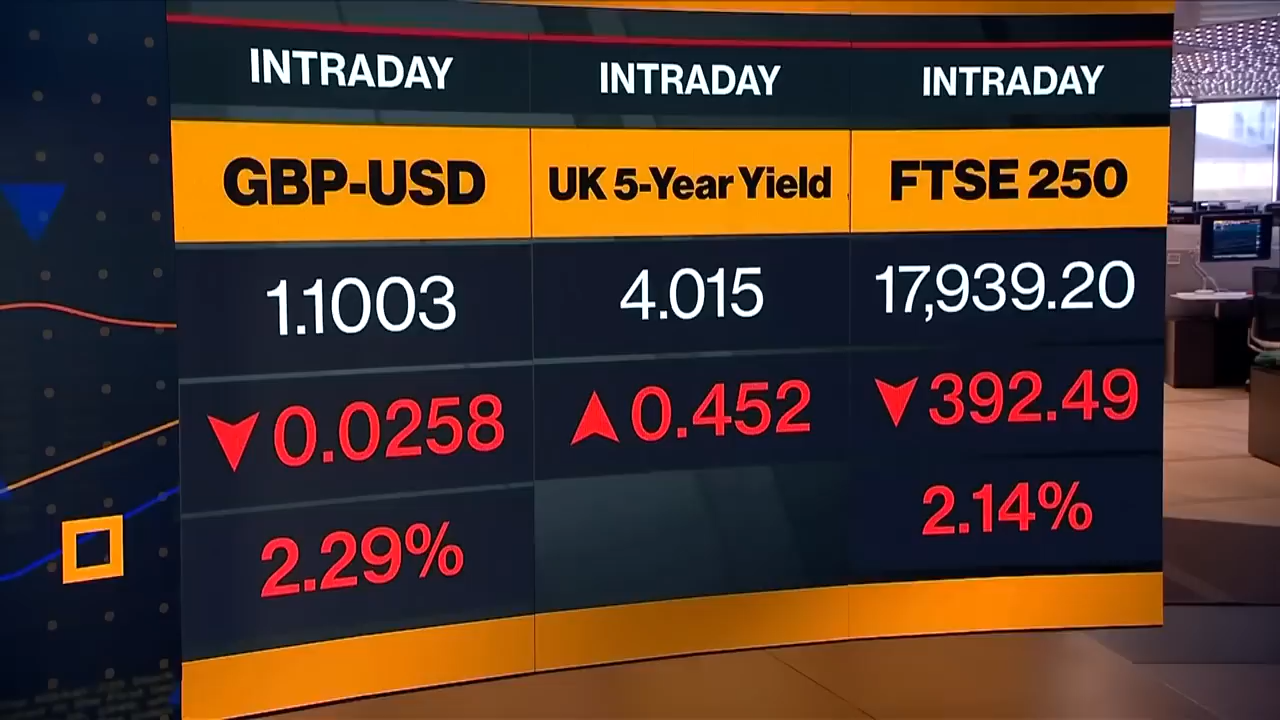 INTRADAY INTRADAY INTRADAY
GBP-USD UK 5-Year Yield FTSE 250
1.1003 4.015 17,939.20
▼0.0258 ▲0.452 ▼392.49
2.29% 2.14%